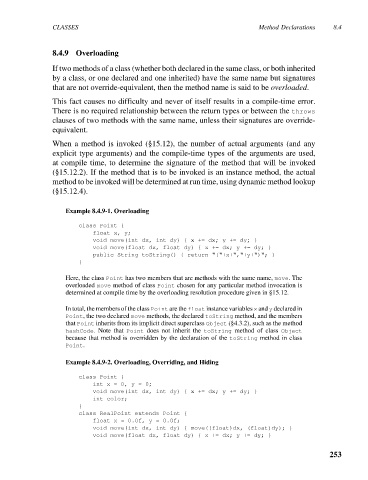 CLASSES Method Declarations 8.4
8.4.9 Overloading
If two methods of a class (whether both declared in the same class, or both inherited
by a class, or one declared and one inherited) have the same name but signatures
that are not override-equivalent, then the method name is said to be overloaded.
This fact causes no difficulty and never of itself results in a compile-time error.
There is no required relationship between the return types or between the throws
clauses of two methods with the same name, unless their signatures are override-
equivalent.
When a method is invoked (§15.12), the number of actual arguments (and any
explicit type arguments) and the compile-time types of the arguments are used,
at compile time, to determine the signature of the method that will be invoked
(§15.12.2). If the method that is to be invoked is an instance method, the actual
method to be invoked will be determined at run time, using dynamic method lookup
(§15.12.4).
Example 8.4.9-1. Overloading
class Point {
float x, y;
void move(int dx, int dy) { x += dx; y += dy; }
void move(float dx, float dy) { x += dx; y += dy; }
public String toString() { return "("+x+","+y+")"; }
}
Here, the class Point has two members that are methods with the same name, move. The
overloaded move method of class Point chosen for any particular method invocation is
determined at compile time by the overloading resolution procedure given in §15.12.
In total, the members of the class Point are the float instance variables x and y declared in
Point, the two declared move methods, the declared toString method, and the members
that Point inherits from its implicit direct superclass Object (§4.3.2), such as the method
hashCode. Note that Point does not inherit the toString method of class Object
because that method is overridden by the declaration of the toString method in class
Point.
Example 8.4.9-2. Overloading, Overriding, and Hiding
class Point {
int x = 0, y = 0;
void move(int dx, int dy) { x += dx; y += dy; }
int color;
}
class RealPoint extends Point {
float x = 0.0f, y = 0.0f;
void move(int dx, int dy) { move((float)dx, (float)dy); }
void move(float dx, float dy) { x += dx; y += dy; }
253